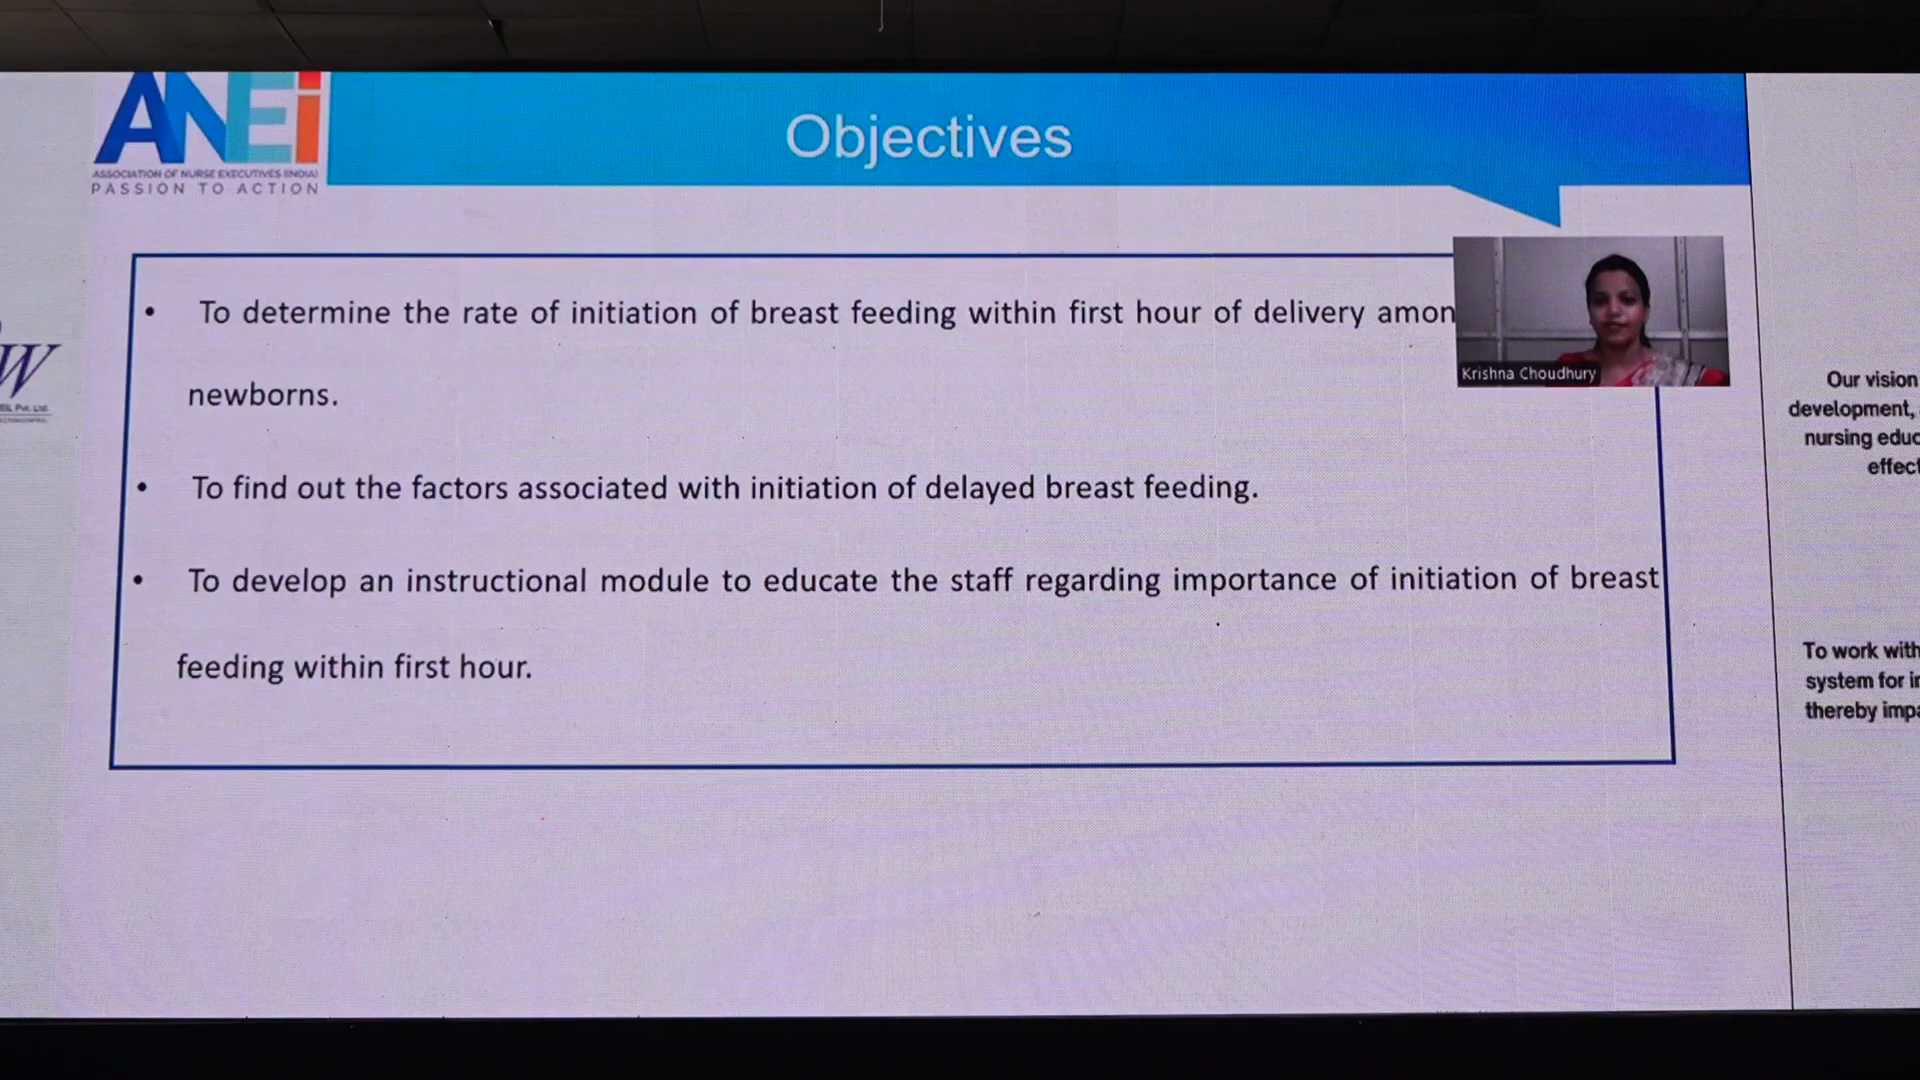 ANEi
ASSOCIATION OF NURSE EXECUTIVES (INDIA)
PASSION TO ACTION
Objectives
• To determine the rate of initiation of breast feeding within first hour of delivery amon
newborns.
• To find out the factors associated with initiation of delayed breast feeding.
• To develop an instructional module to educate the staff regarding importance of initiation of breast
feeding within first hour.
Krishna Choudhury
W
Pvt. Ltd.
Our vision
development,
nursing educ
effect
To work with
system for i
thereby impa